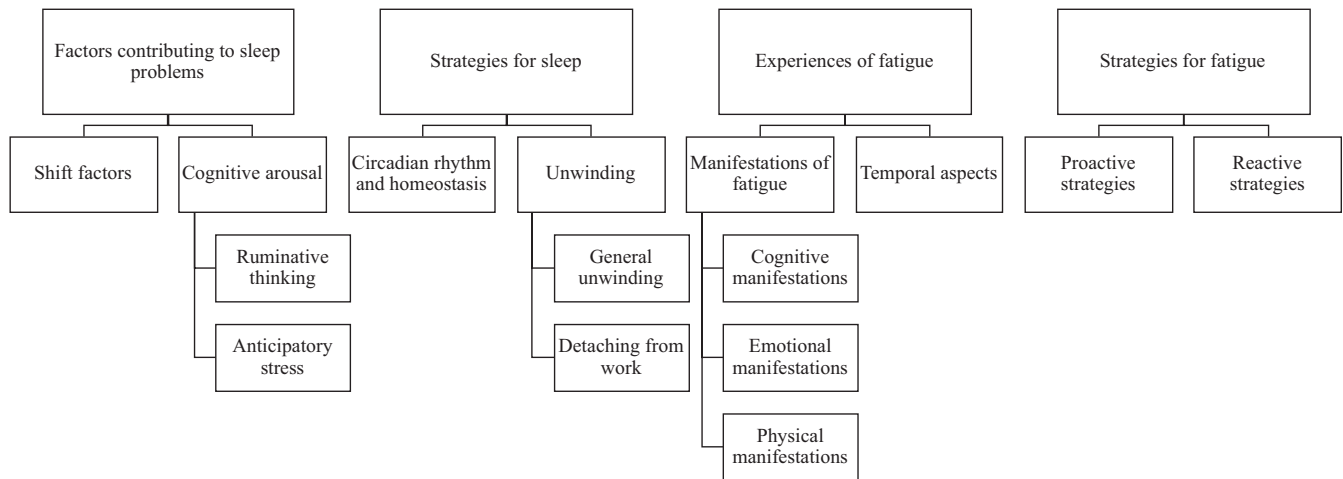 Factors contributing to sleep
problems
Strategies for sleep
Experiences of fatigue
Strategies for fatigue
Shift factors
Cognitive arousal
Circadian rhythm
and homeostasis
Unwinding
Manifestations of
fatigue
Temporal aspects
Proactive
strategies
Reactive
strategies
Ruminative
thinking
General
unwinding
Cognitive
manifestations
Anticipatory
stress
Detaching from
work
Emotional
manifestations
Physical
manifestations